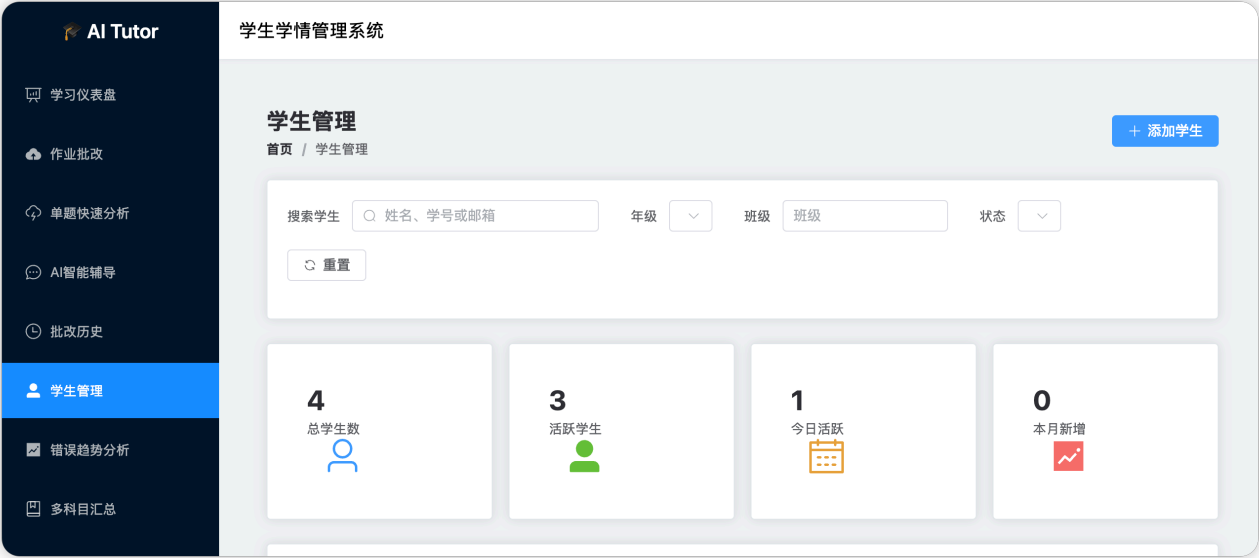 AI Tutor
学生学情管理系统
学习仪表盘
作业批改
单题快速分析
AI智能辅导
批改历史
学生管理
错误趋势分析
多科目汇总
学生管理
首页 / 学生管理
添加学生
搜索学生 姓名、学号或邮箱 年级 班级 班级 状态
重置
4
总学生数
3
活跃学生
1
今日活跃
0
本月新增